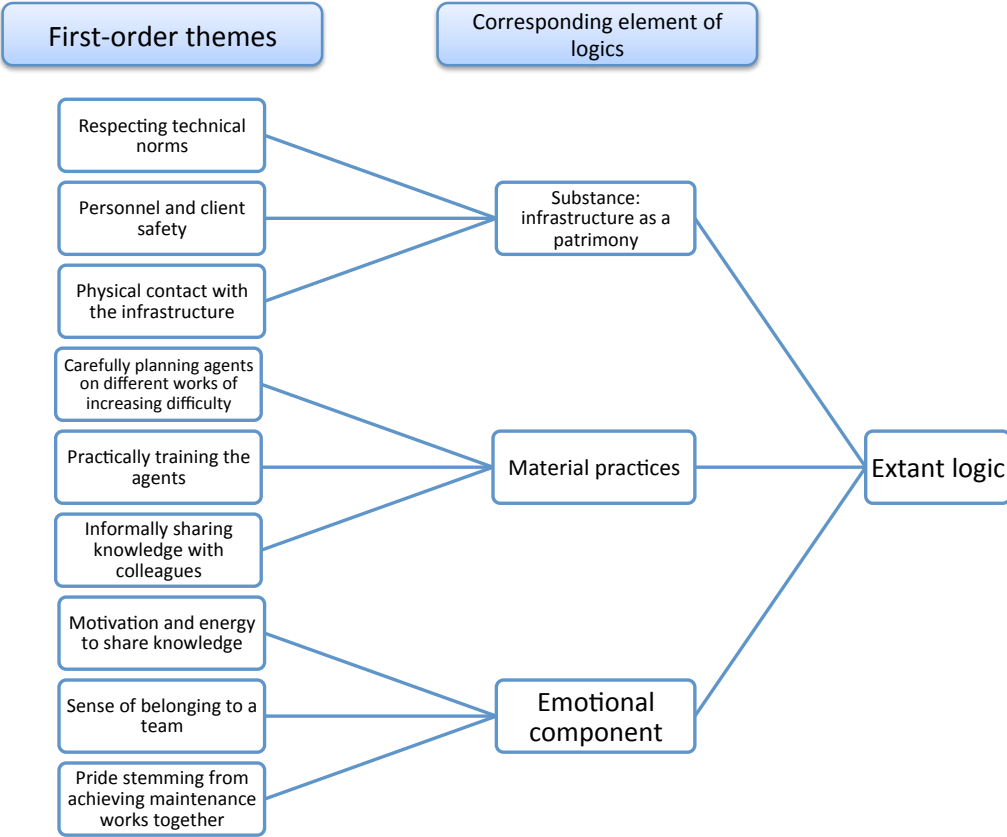 First-order themes
Corresponding element of
logics
Respecting technical
norms
Personnel and client
safety
Physical contact with
the infrastructure
Carefully planning agents
on different works of
increasing difficulty
Practically training the
agents
Informally sharing
knowledge with
colleagues
Motivation and energy
to share knowledge
Sense of belonging to a
team
Pride stemming from
achieving maintenance
works together
Substance:
infrastructure as a
patrimony
Material practices
Emotional
component
Extant logic